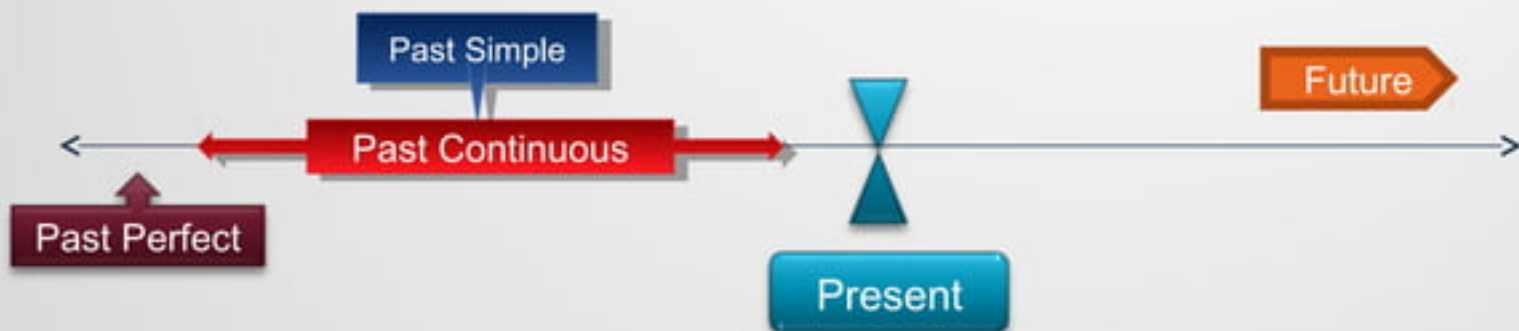 Past Simple
Future
Past Continuous
Past Perfect
Present